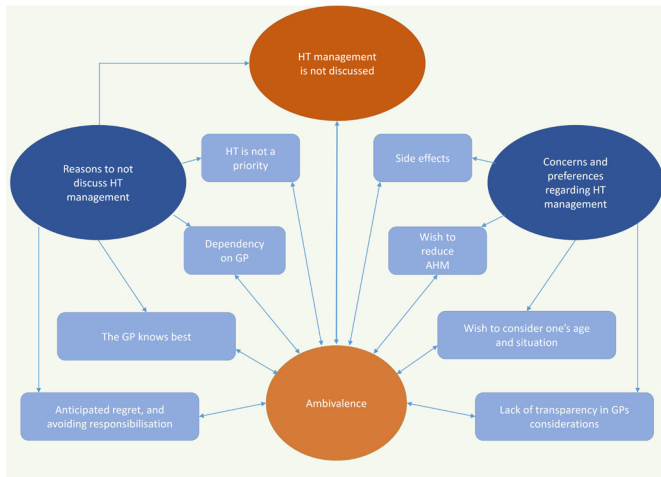 HT management
is not discussed
Reasons to not
discuss HT
management
HT is not a
priority
Side effects
Concerns and
preferences
regarding HT
management
Dependency
on GP
Wish to
reduce
AHM
The GP knows best
Wish to consider one's age
and situation
Anticipated regret, and
avoiding responsibilisation
Ambivalence
Lack of transparency in GPs
considerations